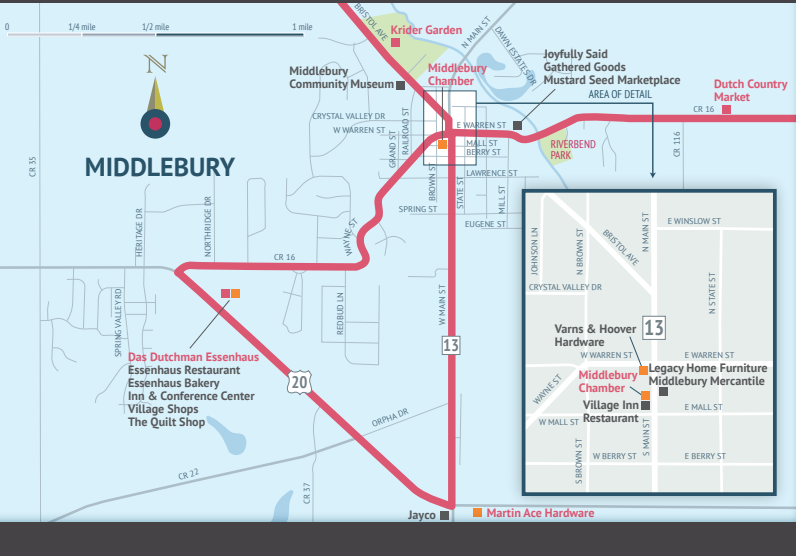 0
1/4 mile
1/2 mile
1 mile
N
MIDDLEBURY
BRISTOL AVE
Krider Garden
N MAIN ST
DAWN ESTATES DR
Middlebury
Community Museum
Middlebury
Chamber
Joyfully Said
Gathered Goods
Mustard Seed Marketplace
AREA OF DETAIL
Dutch Country
Market
CR 16
CR 116
CR 35
CRYSTAL VALLEY DR
W WARREN ST
GRAND ST
RAILROAD ST
E WARREN ST
MALL ST
BERRY ST
RIVERBEND
PARK
LAWRENCE ST
BROWN ST
STATE ST
MILL ST
SPRING ST
EUGENE ST
WAYNE ST
HERITAGE DR
NORTHRIDGE DR
CR 16
SPRING VALLEY RD
REDBUD LN
W MAIN ST
13
20
Das Dutchman Essenhaus
Essenhaus Restaurant
Essenhaus Bakery
Inn & Conference Center
Village Shops
The Quilt Shop
ORPHA DR
CR 22
CR 37
Jayco
Martin Ace Hardware
JOHNSON LN
N BROWN ST
BRISTOL AVE
N MAIN ST
E WINSLOW ST
N STATE ST
CRYSTAL VALLEY DR
13
Varns & Hoover
Hardware
W WARREN ST
E WARREN ST
Legacy Home Furniture
Middlebury Mercantile
Middlebury
Chamber
WAYNE ST
Village Inn
Restaurant
E MALL ST
W MALL ST
S BROWN ST
S MAIN ST
W BERRY ST
E BERRY ST